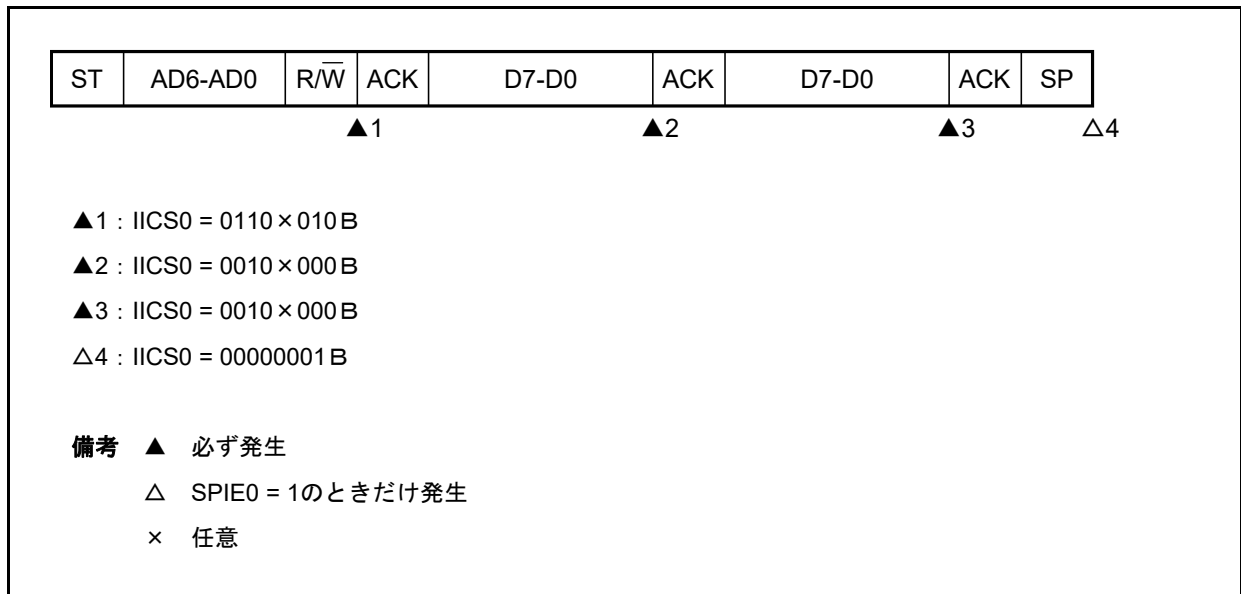 ST AD6-AD0 R/W̅ ACK D7-D0 ACK D7-D0 ACK SP
▲1 ▲2 ▲3 △4
▲1 : IICS0 = 0110×010B
▲2 : IICS0 = 0010×000B
▲3 : IICS0 = 0010×000B
△4 : IICS0 = 00000001B
備考 ▲ 必ず発生
△ SPIE0 = 1のときだけ発生
× 任意